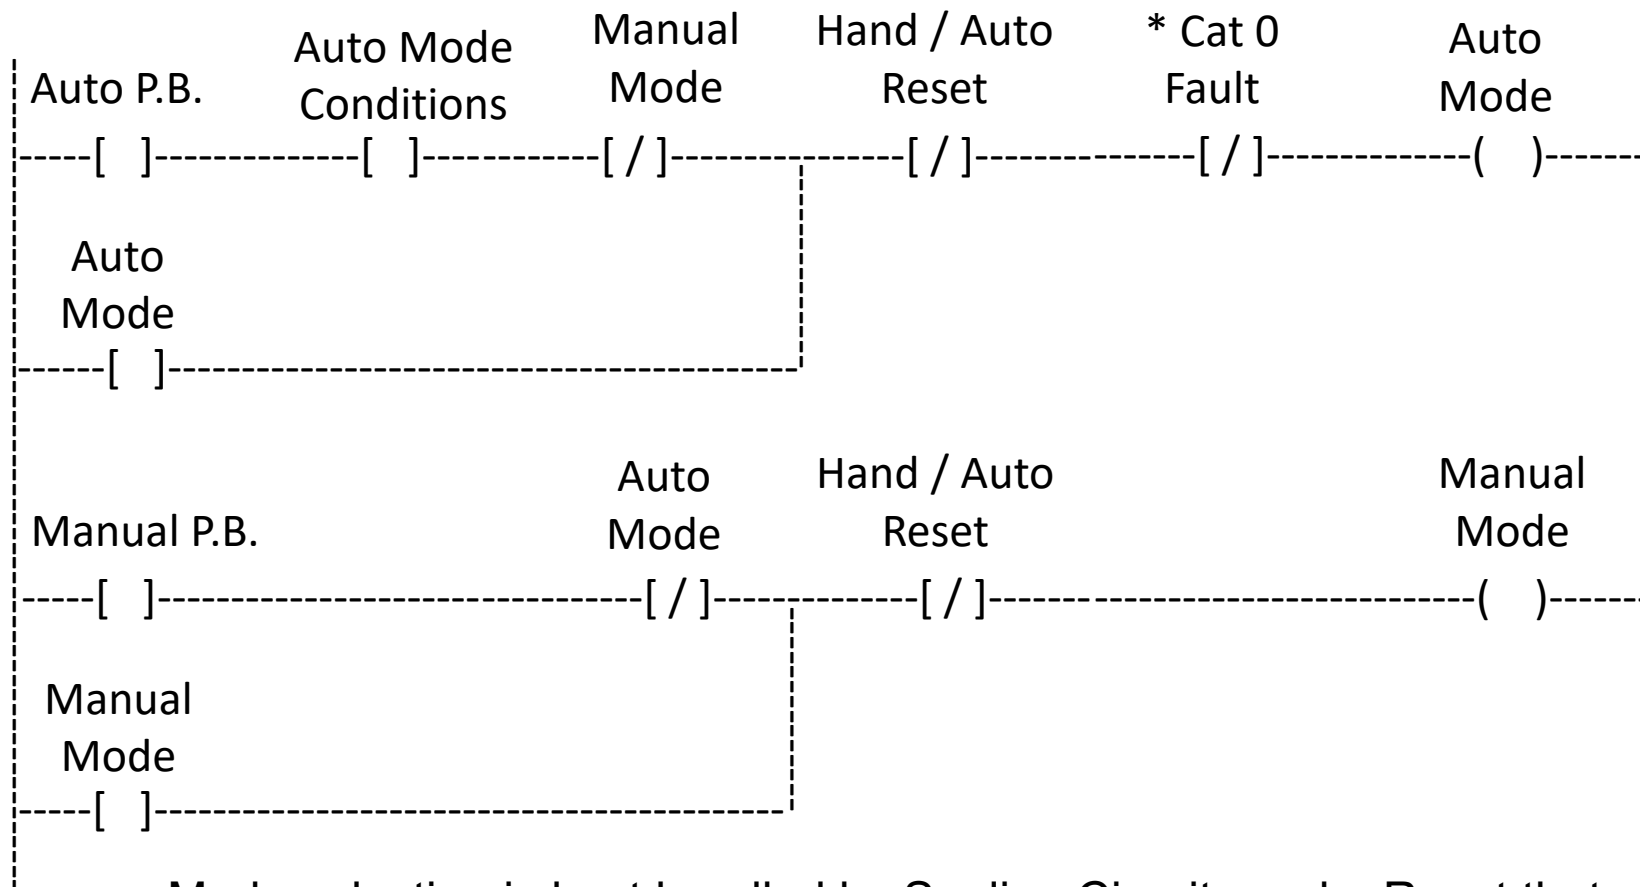 Auto P.B.
Auto Mode
Conditions
Manual
Mode
Hand / Auto
Reset
* Cat 0
Fault
Auto
Mode
-----[ ]--------------[ ]------------[ / ]----------------[ / ]---------------[ / ]--------------( )-------
Auto
Mode
------[ ]--------------------------------------------
Manual P.B.
Auto
Mode
Hand / Auto
Reset
Manual
Mode
-----[ ]---------------------------------[ / ]--------------[ / ]---------------------------------( )-------
Manual
Mode
-----[ ]--------------------------------------------